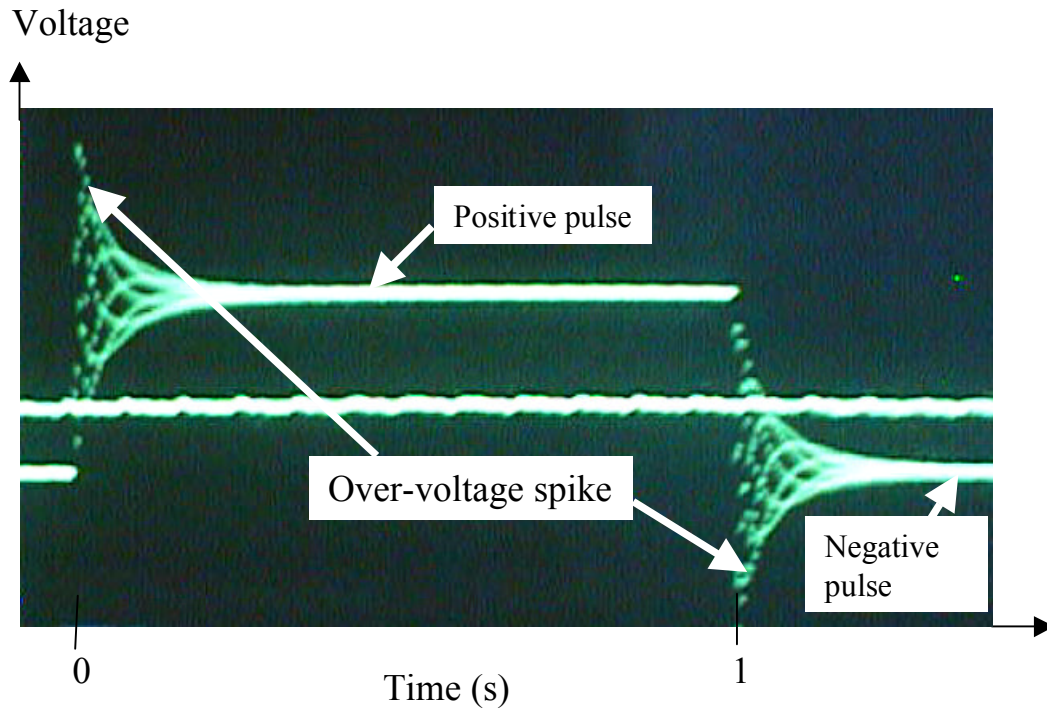 Voltage
Positive pulse
Over-voltage spike
Negative
pulse
0
1
Time (s)